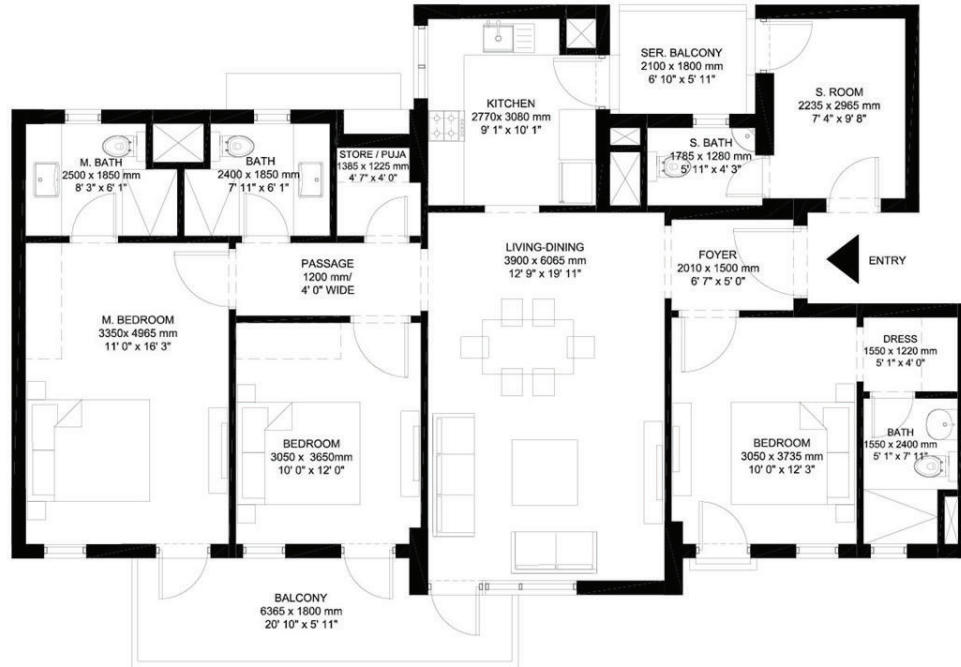 SER. BALCONY
2100 x 1800 mm
6' 10" x 5' 11"
S. ROOM
2235 x 2965 mm
7' 4" x 9' 8"
KITCHEN
2770x 3080 mm
9' 1" x 10' 1"
S. BATH
1785 x 1280 mm
5' 11" x 4' 3"
M. BATH
2500 x 1850 mm
8' 3" x 6' 1"
BATH
2400 x 1850 mm
7' 11" x 6' 1"
STORE / PUJA
1385 x 1225 mm
4' 7" x 4' 0"
PASSAGE
1200 mm/
4' 0" WIDE
LIVING-DINING
3900 x 6065 mm
12' 9" x 19' 11"
FOYER
2010 x 1500 mm
6' 7" x 5' 0"
ENTRY
M. BEDROOM
3350x 4965 mm
11' 0" x 16' 3"
DRESS
1550 x 1220 mm
5' 1" x 4' 0"
BEDROOM
3050 x 3650mm
10' 0" x 12' 0"
BEDROOM
3050 x 3735 mm
10' 0" x 12' 3"
BATH
1550 x 2400 mm
5' 1" x 7' 11"
BALCONY
6365 x 1800 mm
20' 10" x 5' 11"